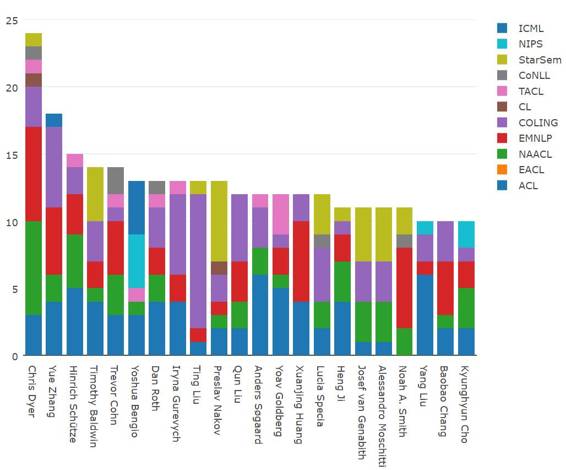 25
20
15
10
5
0
ICML
NIPS
StarSem
CoNLL
TACL
CL
COLING
EMNLP
NAACL
EACL
ACL
Chris Dyer
Yue Zhang
Hinrich Schütze
Timothy Baldwin
Trevor Cohn
Yoshua Bengio
Dan Roth
Iryna Gurevych
Ting Liu
Preslav Nakov
Qun Liu
Anders Søgaard
Yoav Goldberg
Xuanjing Huang
Lucia Specia
Heng Ji
Josef van Genabith
Alessandro Moschitti
Noah A. Smith
Yang Liu
Baobao Chang
Kyunghyun Cho